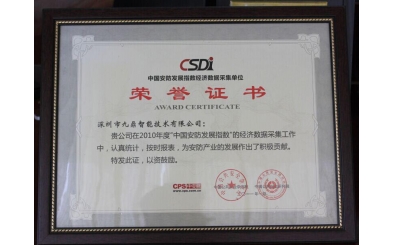 CSDI
中国安防发展指数经济数据采集单位
荣誉证书
AWARD CERTIFICATE
深圳市九鼎智能技术有限公司：
贵公司在2010年度“中国安防发展指数”的经济数据采集工作
中，认真统计，按时报表，为安防产业的发展作出了积极贡献。
特发此证，以资鼓励。
CPS